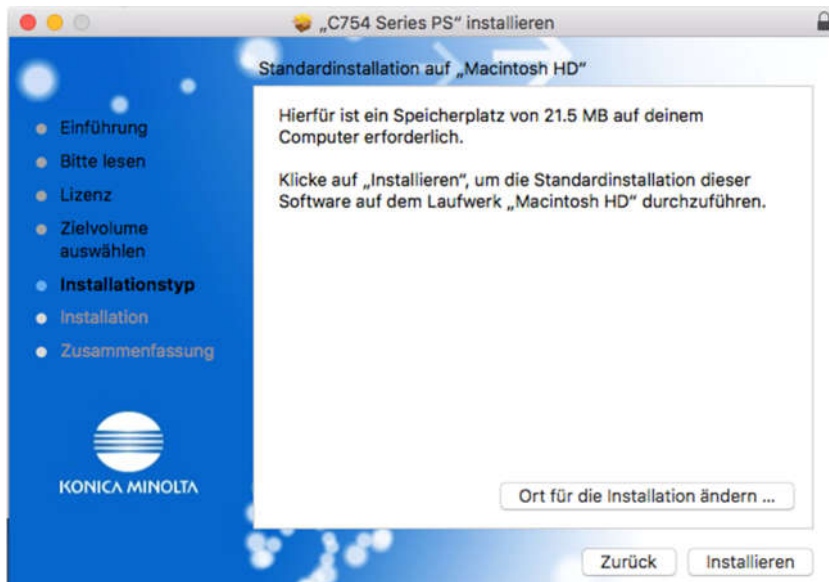 „C754 Series PS“ installieren
Standardinstallation auf „Macintosh HD“
Einführung
Bitte lesen
Lizenz
Zielvolume
auswählen
Installationstyp
Installation
Zusammenfassung
Hierfür ist ein Speicherplatz von 21.5 MB auf deinem
Computer erforderlich.
Klicke auf „Installieren“, um die Standardinstallation dieser
Software auf dem Laufwerk „Macintosh HD“ durchzuführen.
KONICA MINOLTA
Ort für die Installation ändern ...
Zurück
Installieren